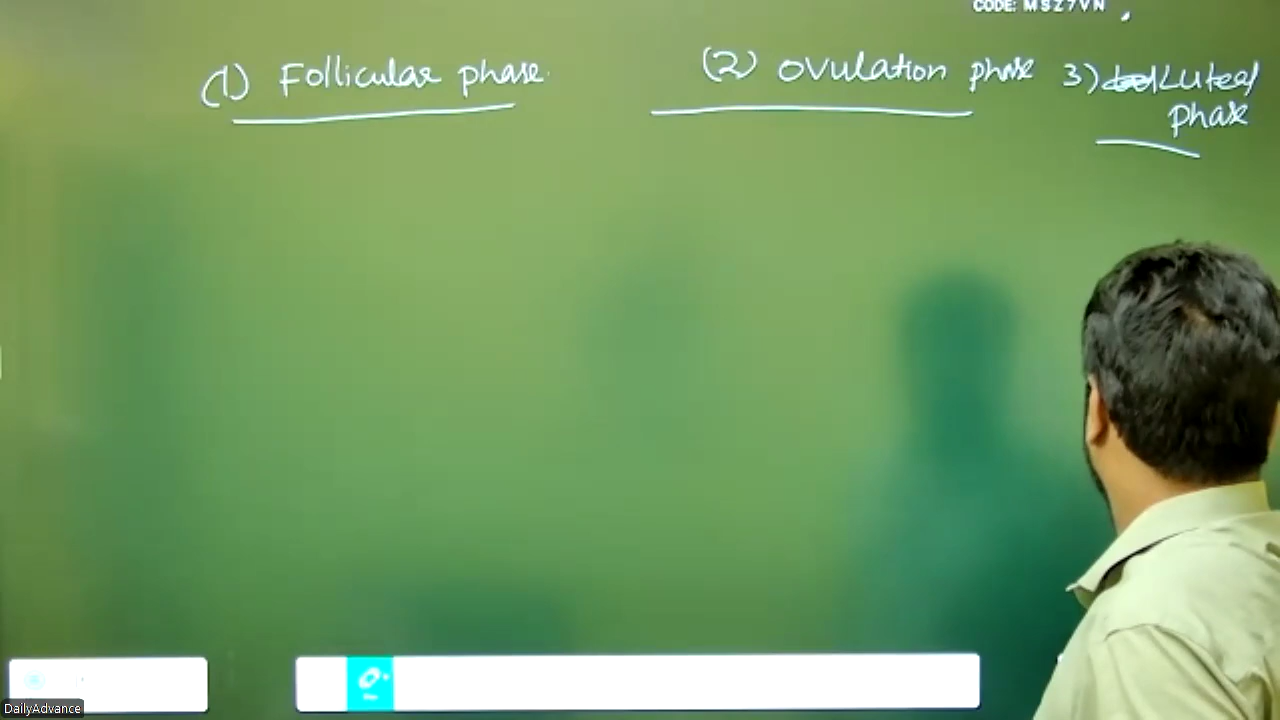 CODE: MSZ7VN
(1) Follicular phase.
(2) Ovulation phase
3) Luteal
phase
DailyAdvance